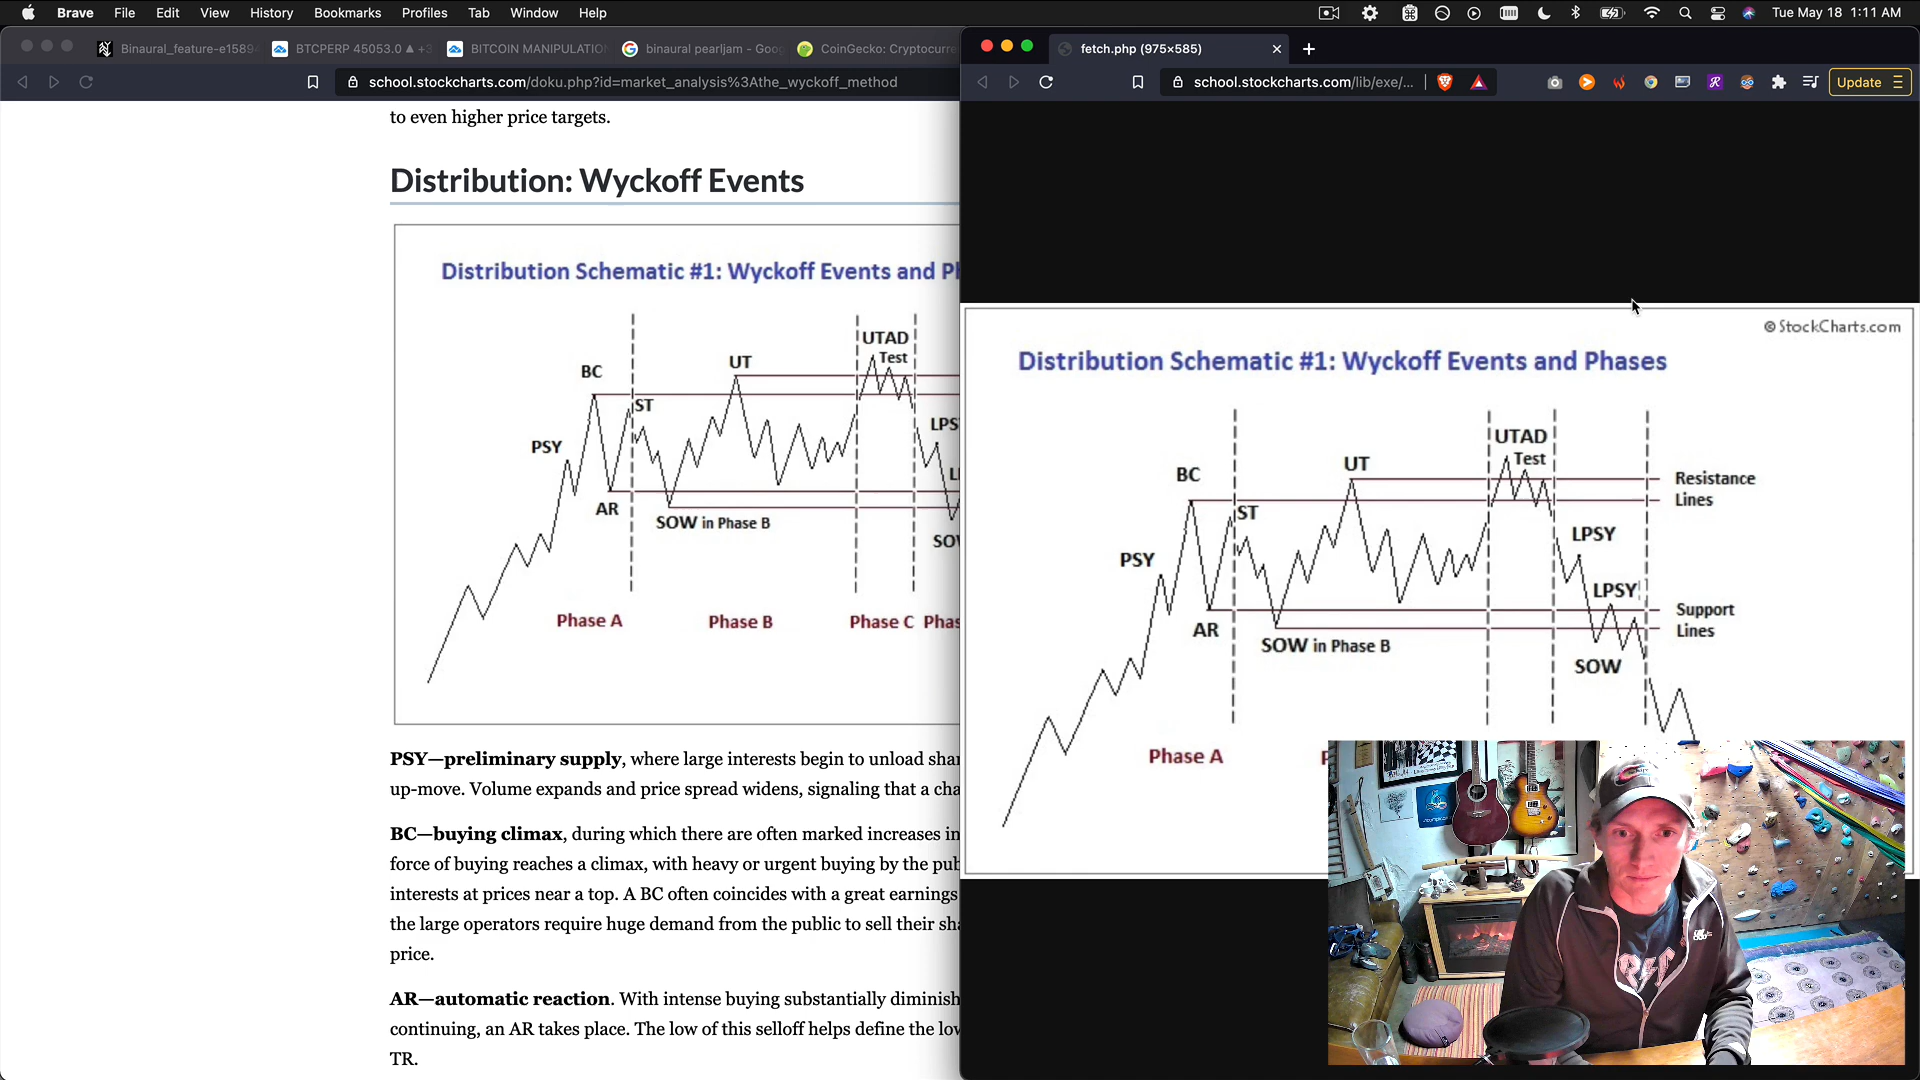 Brave File Edit View History Bookmarks Profiles Tab Window Help
Tue May 18 1:11 AM
Binaural_feature-e1589
BTCPERP 45053.0 ▲ +3
BITCOIN MANIPULATIO
binaural pearljam - Goo
CoinGecko: Cryptocurre
school.stockcharts.com/doku.php?id=market_analysis%3Athe_wyckoff_method
to even higher price targets.
Distribution: Wyckoff Events
Distribution Schematic #1: Wyckoff Events and Ph
UTAD
Test
UT
BC
ST
LPS
PSY
AR
SOW in Phase B
SO
Phase A
Phase B
Phase C
Phas
PSY—preliminary supply, where large interests begin to unload sha
up-move. Volume expands and price spread widens, signaling that a cha
BC—buying climax, during which there are often marked increases in
force of buying reaches a climax, with heavy or urgent buying by the pub
interests at prices near a top. A BC often coincides with a great earnings
the large operators require huge demand from the public to sell their sha
price.
AR—automatic reaction. With intense buying substantially diminish
continuing, an AR takes place. The low of this selloff helps define the lov
TR.
fetch.php (975×585)
school.stockcharts.com/lib/exe/...
Update
© StockCharts.com
Distribution Schematic #1: Wyckoff Events and Phases
UTAD
Test
UT
BC
Resistance
Lines
ST
LPSY
PSY
LPSY
Support
Lines
AR
SOW in Phase B
SOW
Phase A